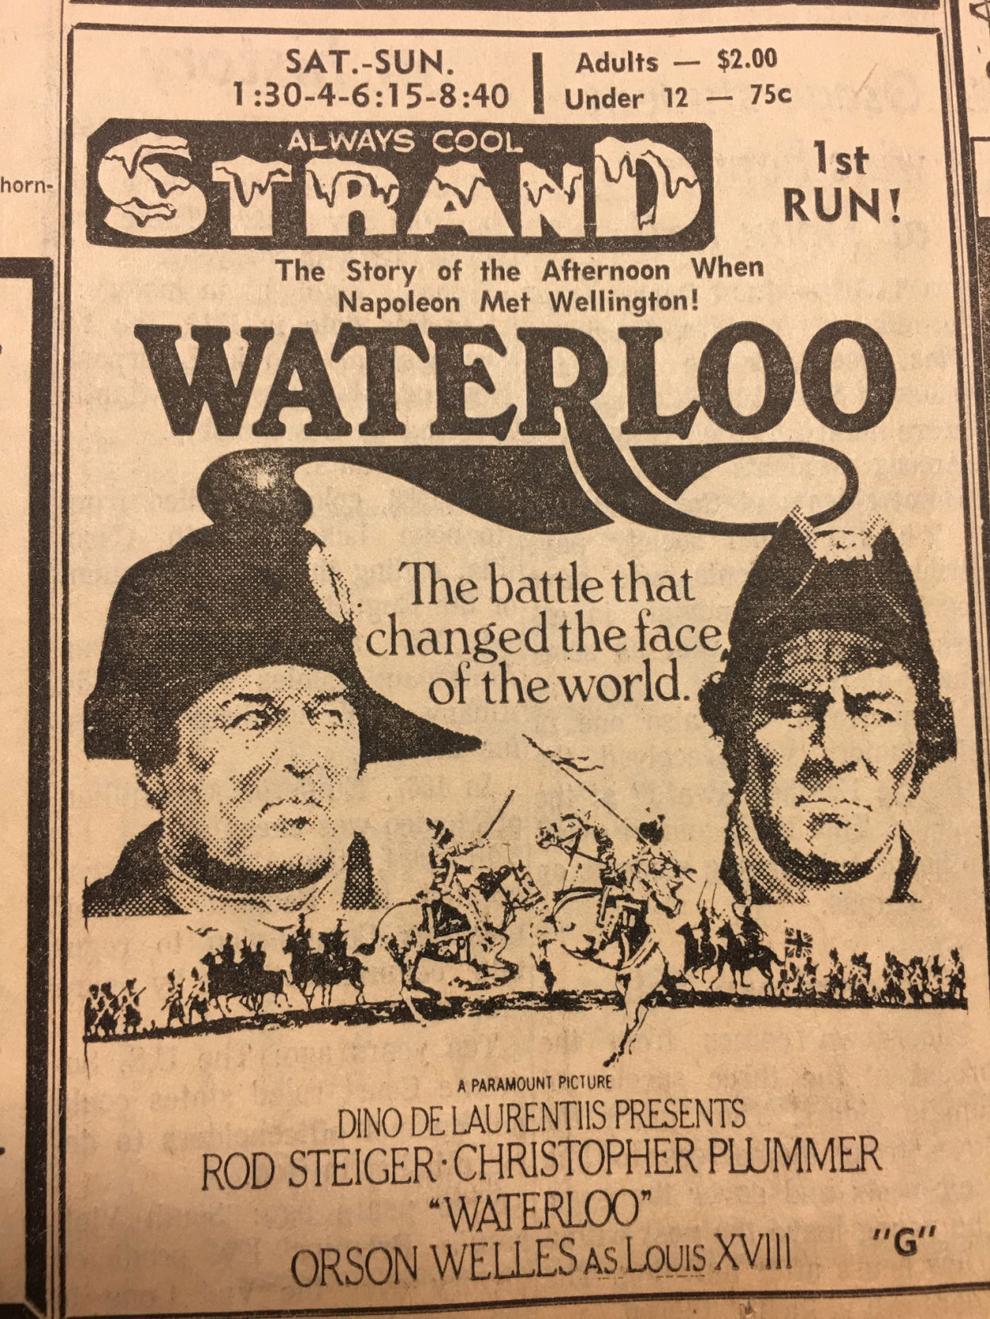 SAT.-SUN.
1:30-4-6:15-8:40
Adults — $2.00
Under 12 — 75c
ALWAYS COOL
STRAND
1st
RUN!
horn-
The Story of the Afternoon When
Napoleon Met Wellington!
WATERLOO
The battle that
changed the face
of the world.
A PARAMOUNT PICTURE
DINO DE LAURENTIIS PRESENTS
ROD STEIGER · CHRISTOPHER PLUMMER
"WATERLOO"
ORSON WELLES AS LOUIS XVIII
"G"